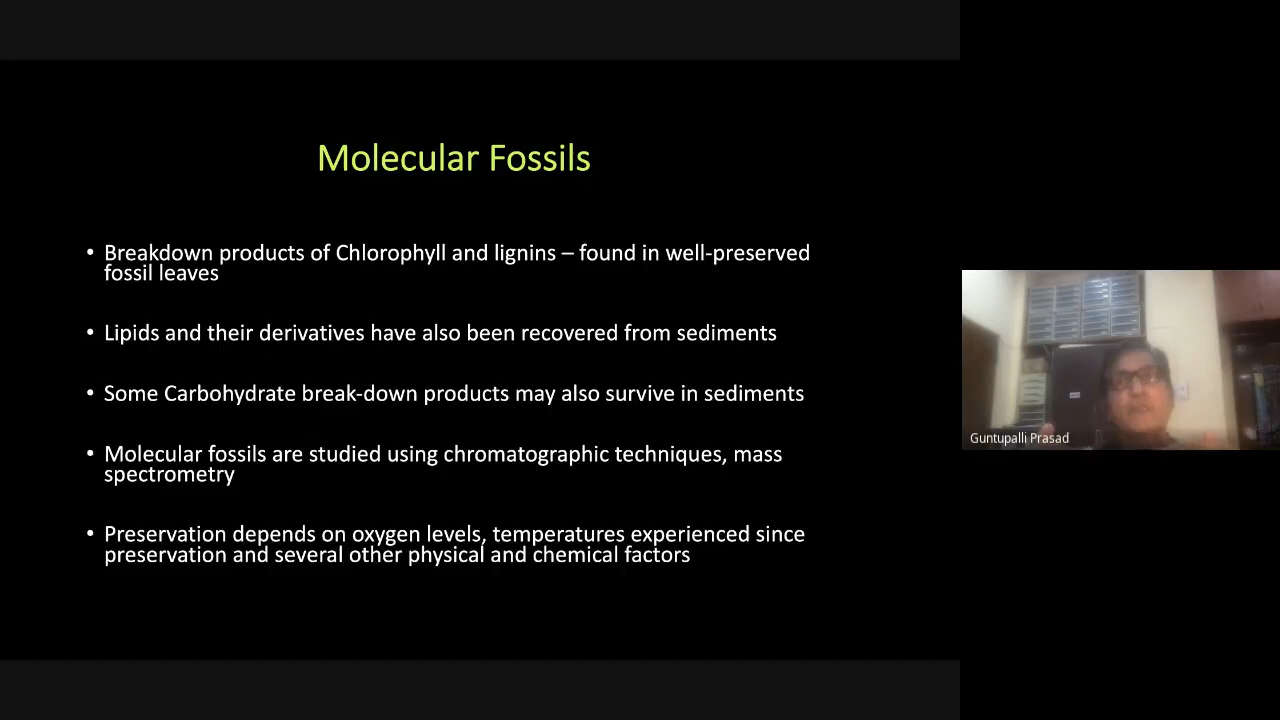 Molecular Fossils
• Breakdown products of Chlorophyll and lignins – found in well-preserved
fossil leaves
• Lipids and their derivatives have also been recovered from sediments
• Some Carbohydrate break-down products may also survive in sediments
• Molecular fossils are studied using chromatographic techniques, mass
spectrometry
• Preservation depends on oxygen levels, temperatures experienced since
preservation and several other physical and chemical factors
Guntupalli Prasad